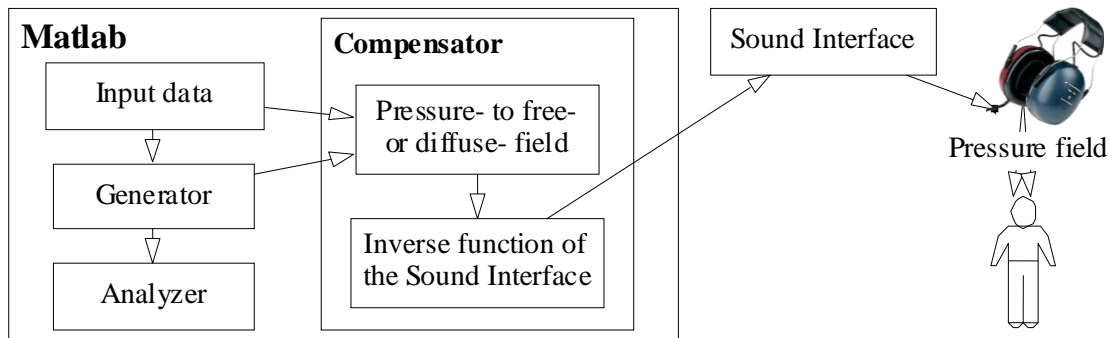 Matlab
Input data
Generator
Analyzer
Compensator
Pressure- to free-
or diffuse- field
Inverse function of
the Sound Interface
Sound Interface
Pressure field